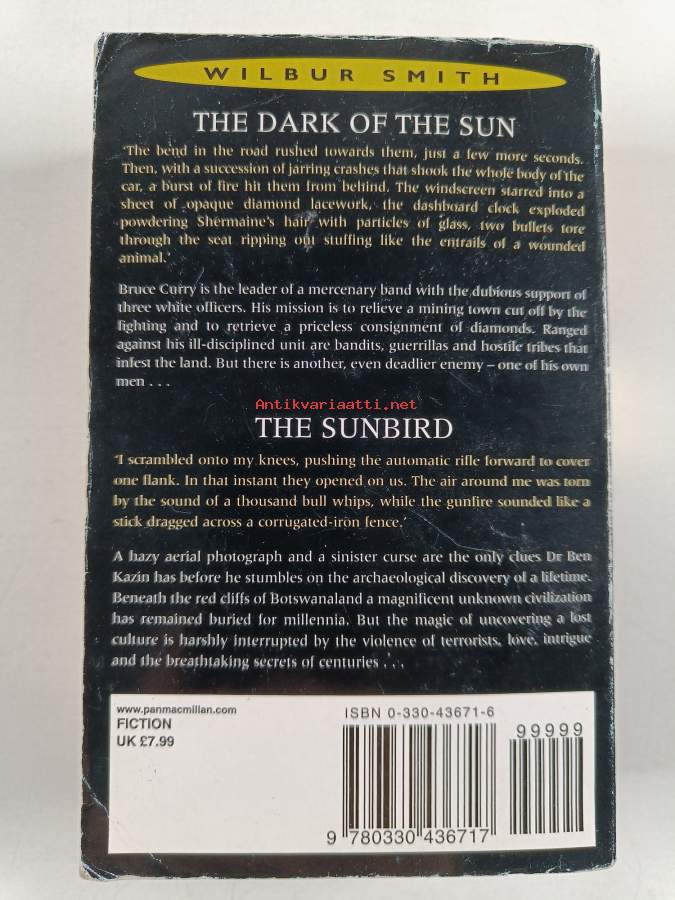 WILBUR SMITH
THE DARK OF THE SUN
'The bend in the road rushed towards them, just a few more seconds.
Then, with a succession of jarring crashes that shook the whole body of the
car, a burst of fire hit them from behind. The windscreen starred into a
sheet of opaque diamond lacework, the dashboard clock exploded
powdering Shermaine's hair with particles of glass, two bullets tore
through the seat ripping out stuffing like the entrails of a wounded
animal.'
Bruce Curry is the leader of a mercenary band with the dubious support of
three white officers. His mission is to relieve a mining town cut off by the
fighting and to retrieve a priceless consignment of diamonds. Ranged
against his ill-disciplined unit are bandits, guerrillas and hostile tribes that
infest the land. But there is another, even deadlier enemy – one of his own
men . . .
Antikvariaatti.net
THE SUNBIRD
'I scrambled onto my knees, pushing the automatic rifle forward to cover
one flank. In that instant they opened on us. The air around me was torn
by the sound of a thousand bull whips, while the gunfire sounded like a
stick dragged across a corrugated-iron fence.'
A hazy aerial photograph and a sinister curse are the only clues Dr Ben
Kazin has before he stumbles on the archaeological discovery of a lifetime.
Beneath the red cliffs of Botswanaland a magnificent unknown civilization
has remained buried for millennia. But the magic of uncovering a lost
culture is harshly interrupted by the violence of terrorists, love, intrigue
and the breathtaking secrets of centuries . . .
www.panmacmillan.com
FICTION
UK £7.99
ISBN 0-330-43671-6
99999
9 780330 436717